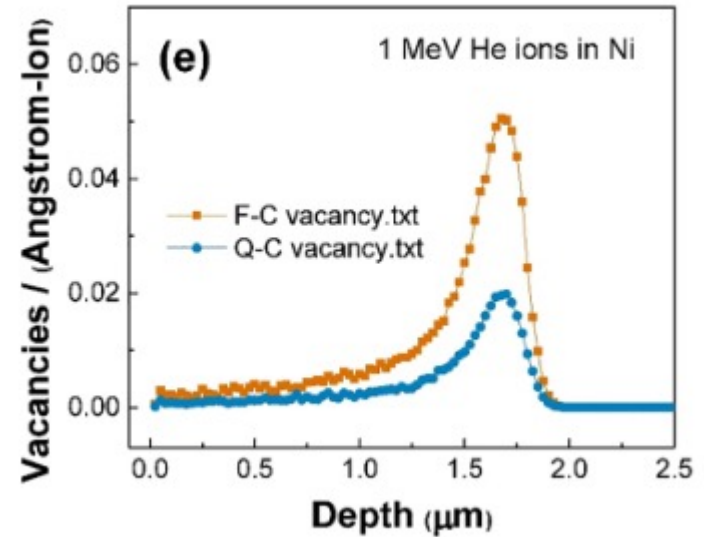 (e)
1 MeV He ions in Ni
Vacancies / (Angstrom-Ion)
0.06
0.04
0.02
0.00
F-C vacancy.txt
Q-C vacancy.txt
0.0 0.5 1.0 1.5 2.0 2.5
Depth (μm)